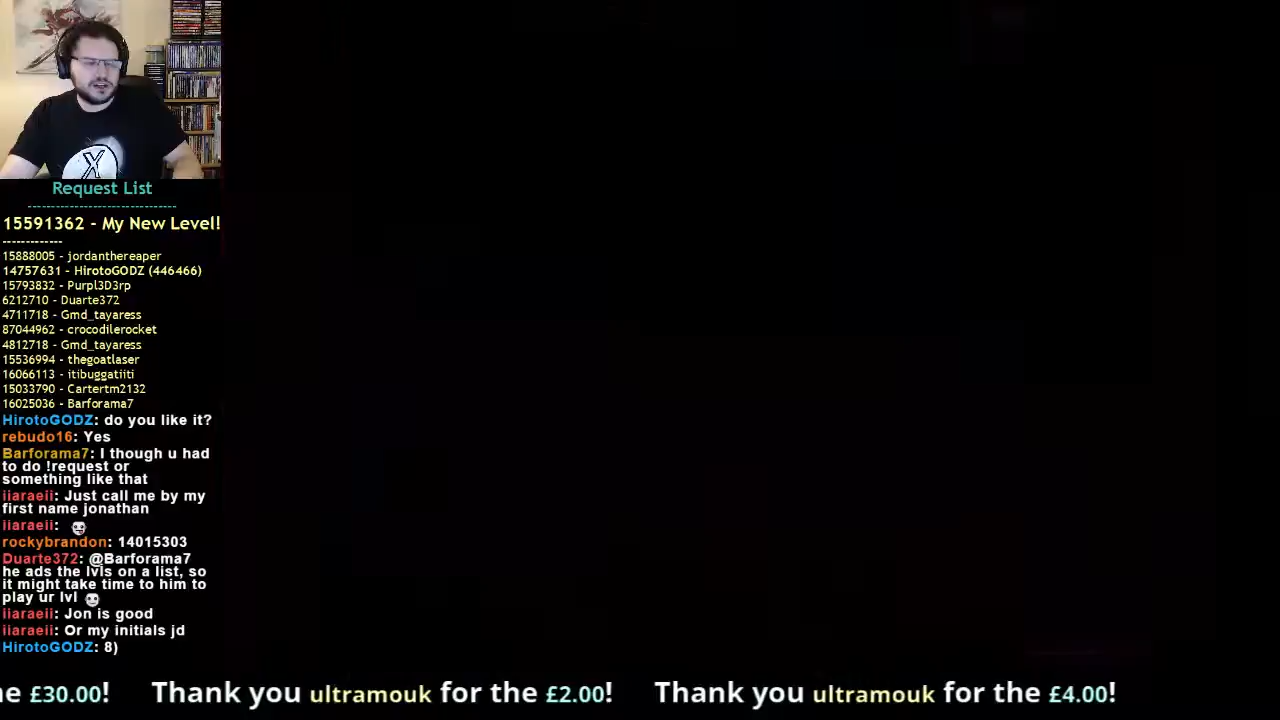 X
Request List
--------------------------------
15591362 - My New Level!
-------------
15888005 - jordanthereaper
14757631 - HirotoGODZ (446466)
15793832 - Purpl3D3rp
6212710 - Duarte372
4711718 - Gmd_tayaress
87044962 - crocodilerocket
4812718 - Gmd_tayaress
15536994 - thegoatlaser
16066113 - itibuggatiiti
15033790 - Cartertm2132
16025036 - Barforama7
HirotoGODZ: do you like it?
rebudo16: Yes
Barforama7: I though u had
to do !request or
something like that
iiaraeii: Just call me by my
first name jonathan
iiaraeii:
rockybrandon: 14015303
Duarte372: @Barforama7
he ads the lvls on a list, so
it might take time to him to
play ur lvl
iiaraeii: Jon is good
iiaraeii: Or my initials jd
HirotoGODZ: 8)
he £30.00! Thank you ultramouk for the £2.00! Thank you ultramouk for the £4.00!